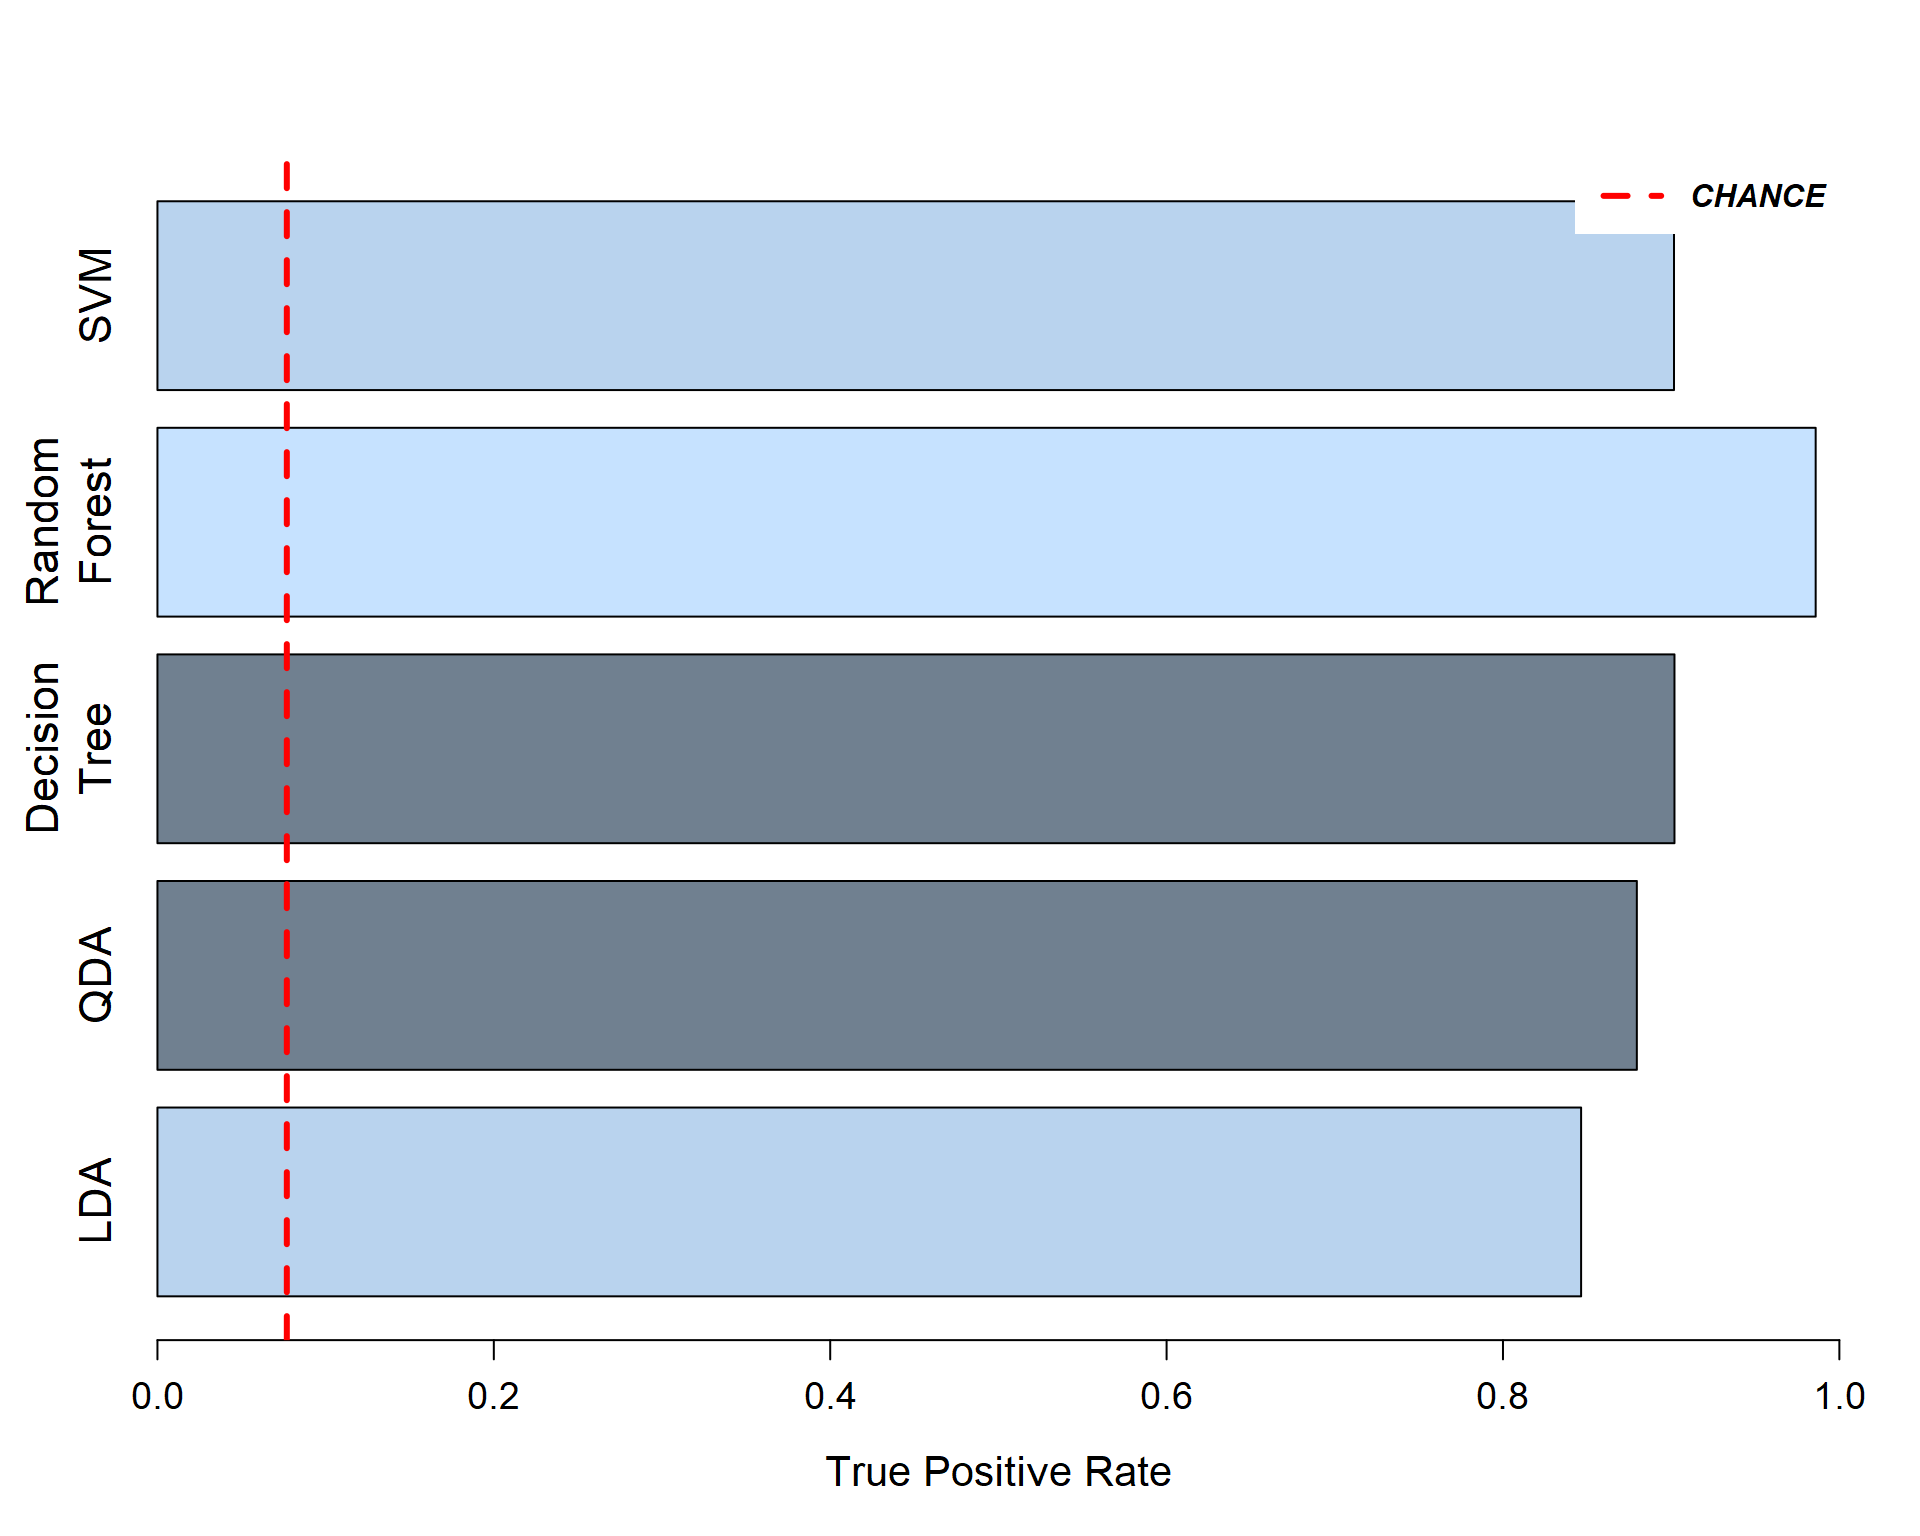 CHANCE
SVM
Random
Forest
Decision
Tree
QDA
LDA
0.0
0.2
0.4
0.6
0.8
1.0
True Positive Rate